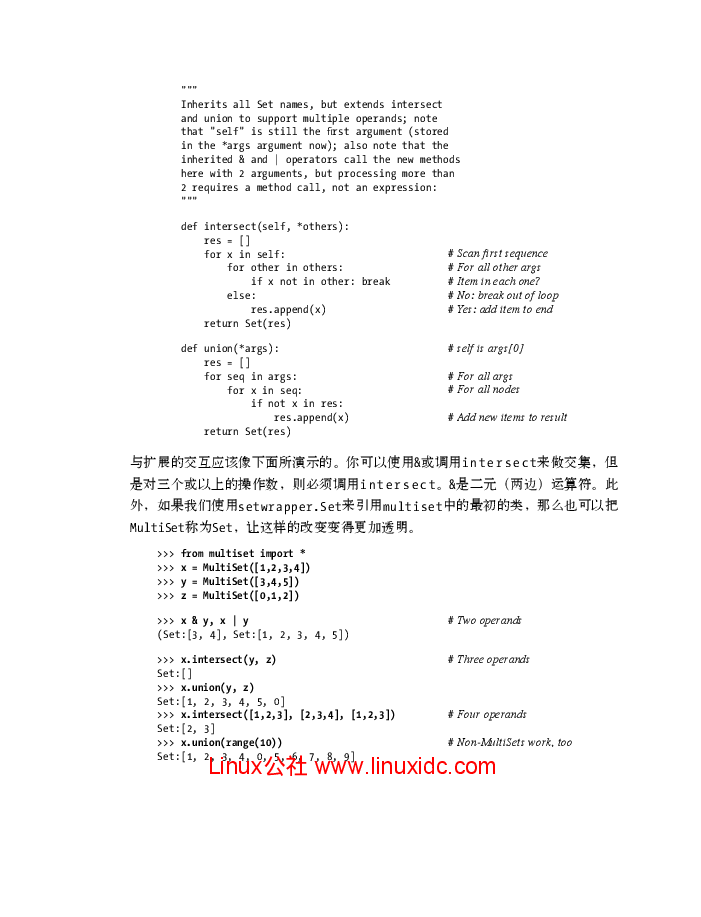 """
Inherits all Set names, but extends intersect
and union to support multiple operands; note
that "self" is still the first argument (stored
in the *args argument now); also note that the
inherited & and | operators call the new methods
here with 2 arguments, but processing more than
2 requires a method call, not an expression:
"""
def intersect(self, *others):
    res = []
    for x in self:                    # Scan first sequence
        for other in others:          # For all other args
            if x not in other: break  # Item in each one?
        else:                         # No: break out of loop
            res.append(x)             # Yes: add item to end
    return Set(res)
def union(*args):                     # self is args[0]
    res = []
    for seq in args:                  # For all args
        for x in seq:                 # For all nodes
            if not x in res:
                res.append(x)         # Add new items to result
    return Set(res)
与扩展的交互应该像下面所演示的。你可以使用&或调用intersect来做交集，但
是对三个或以上的操作数，则必须调用intersect。&是二元（两边）运算符。此
外，如果我们使用setwrapper.Set来引用multiset中的最初的类，那么也可以把
MultiSet称为Set，让这样的改变变得更加透明。
>>> from multiset import *
>>> x = MultiSet([1,2,3,4])
>>> y = MultiSet([3,4,5])
>>> z = MultiSet([0,1,2])
>>> x & y, x | y                      # Two operands
(Set:[3, 4], Set:[1, 2, 3, 4, 5])
>>> x.intersect(y, z)                 # Three operands
Set:[]
>>> x.union(y, z)
Set:[1, 2, 3, 4, 5, 0]
>>> x.intersect([1,2,3], [2,3,4], [1,2,3])    # Four operands
Set:[2, 3]
>>> x.union(range(10))                # Non-MultiSets work, too
Set:[1, 2, 3, 4, 0, 5, 6, 7, 8, 9]
Linux公社 www.linuxidc.com